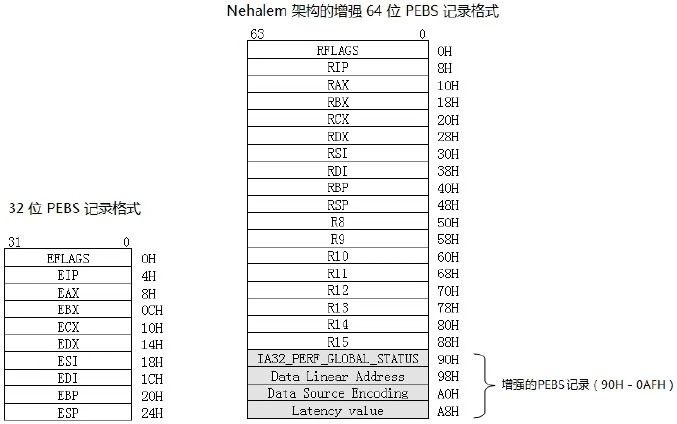 Nehalem 架构的增强 64 位 PEBS 记录格式
63 0
RFLAGS 0H
RIP 8H
RAX 10H
RBX 18H
RCX 20H
RDX 28H
RSI 30H
RDI 38H
RBP 40H
RSP 48H
R8 50H
R9 58H
R10 60H
R11 68H
R12 70H
R13 78H
R14 80H
R15 88H
IA32_PERF_GLOBAL_STATUS 90H
Data Linear Address 98H
Data Source Encoding A0H
Latency value A8H
增强的PEBS记录（90H - 0AFH）
32 位 PEBS 记录格式
31 0
EFLAGS 0H
EIP 4H
EAX 8H
EBX 0CH
ECX 10H
EDX 14H
ESI 18H
EDI 1CH
EBP 20H
ESP 24H